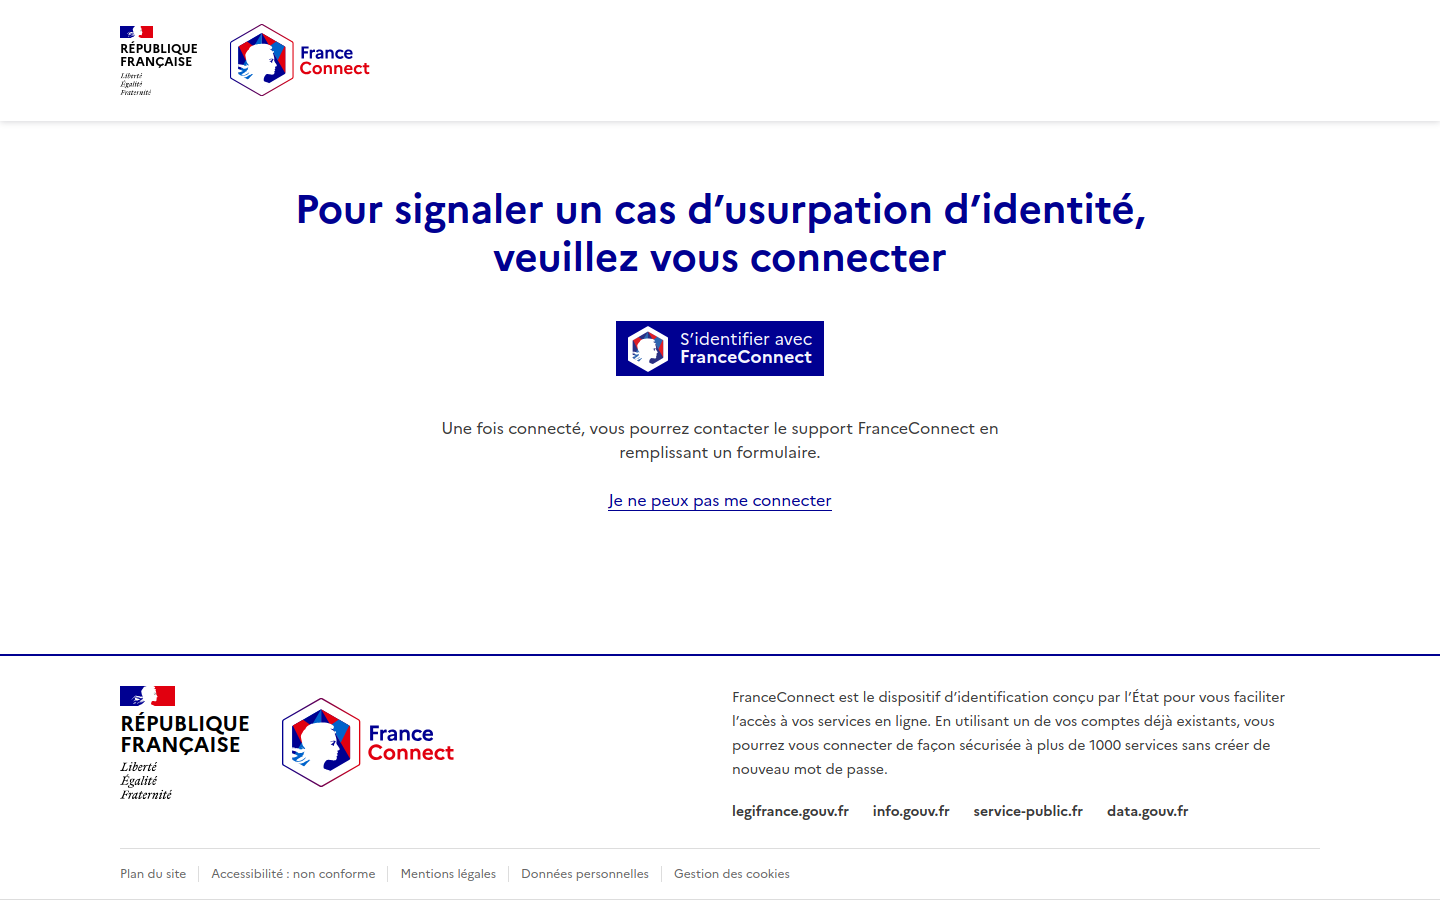 RÉPUBLIQUE
FRANÇAISE
Liberté
Égalité
Fraternité
France
Connect
Pour signaler un cas d’usurpation d’identité,
veuillez vous connecter
S’identifier avec
FranceConnect
Une fois connecté, vous pourrez contacter le support FranceConnect en
remplissant un formulaire.
Je ne peux pas me connecter
RÉPUBLIQUE
FRANÇAISE
Liberté
Égalité
Fraternité
France
Connect
FranceConnect est le dispositif d’identification conçu par l’État pour vous faciliter
l’accès à vos services en ligne. En utilisant un de vos comptes déjà existants, vous
pourrez vous connecter de façon sécurisée à plus de 1000 services sans créer de
nouveau mot de passe.
legifrance.gouv.fr info.gouv.fr service-public.fr data.gouv.fr
Plan du site Accessibilité : non conforme Mentions légales Données personnelles Gestion des cookies